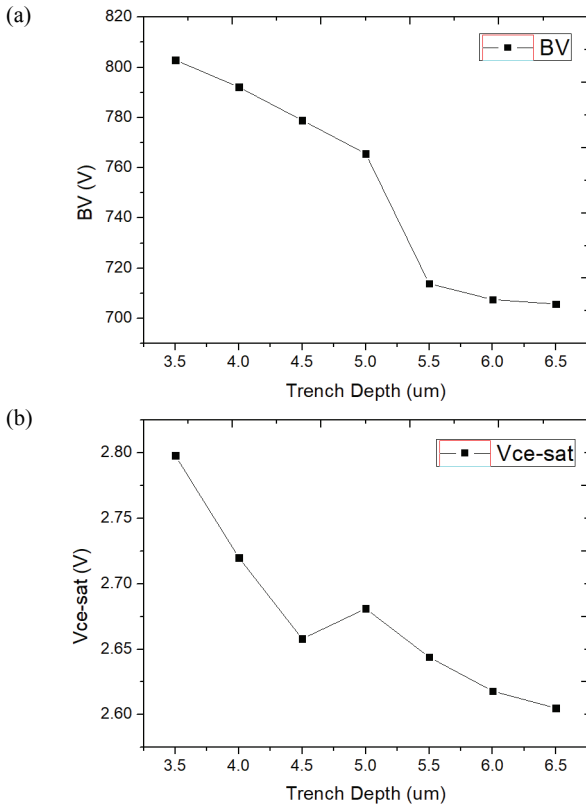 (a)
820
800
780
760
740
720
700
BV (V)
BV
3.5 4.0 4.5 5.0 5.5 6.0 6.5
Trench Depth (um)
(b)
2.80
2.75
2.70
2.65
2.60
Vce-sat (V)
Vce-sat
3.5 4.0 4.5 5.0 5.5 6.0 6.5
Trench Depth (um)